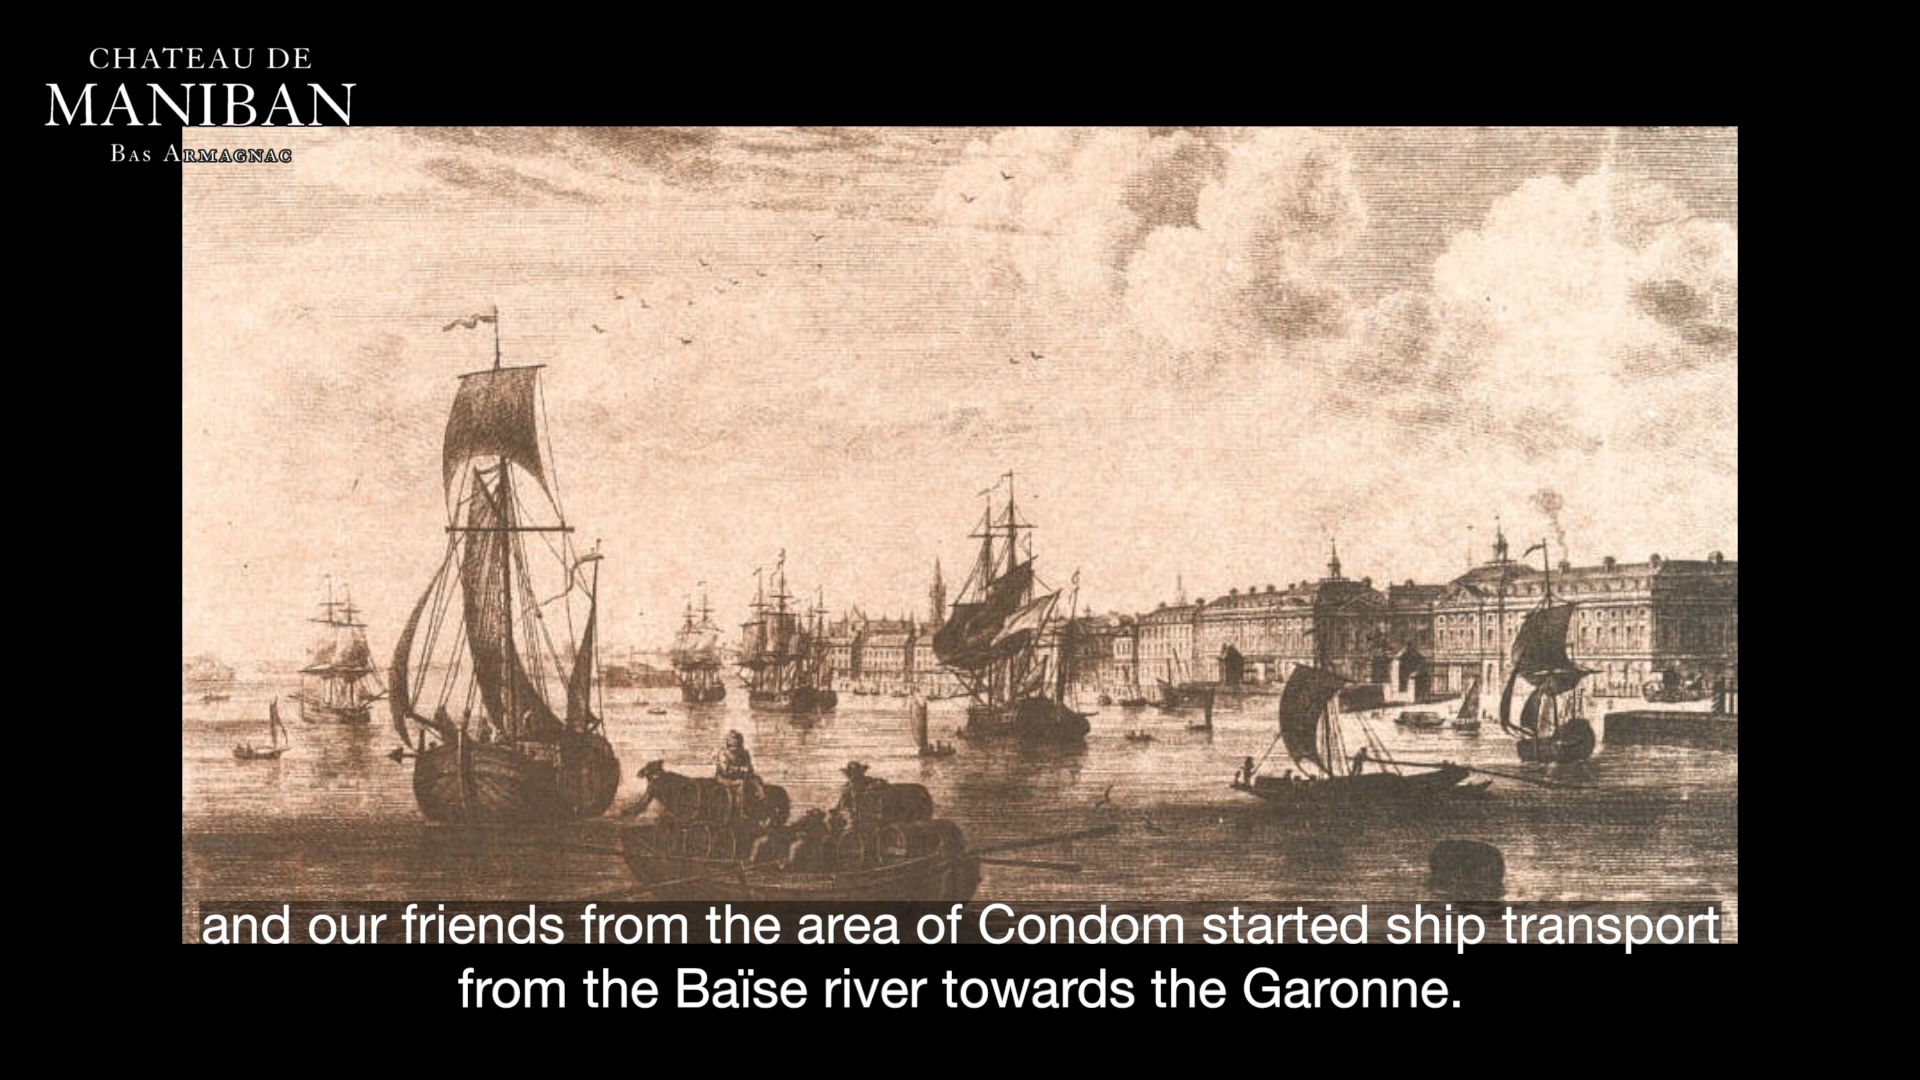 CHATEAU DE
MANIBAN
BAS ARMAGNAC
and our friends from the area of Condom started ship transport
from the Baïse river towards the Garonne.